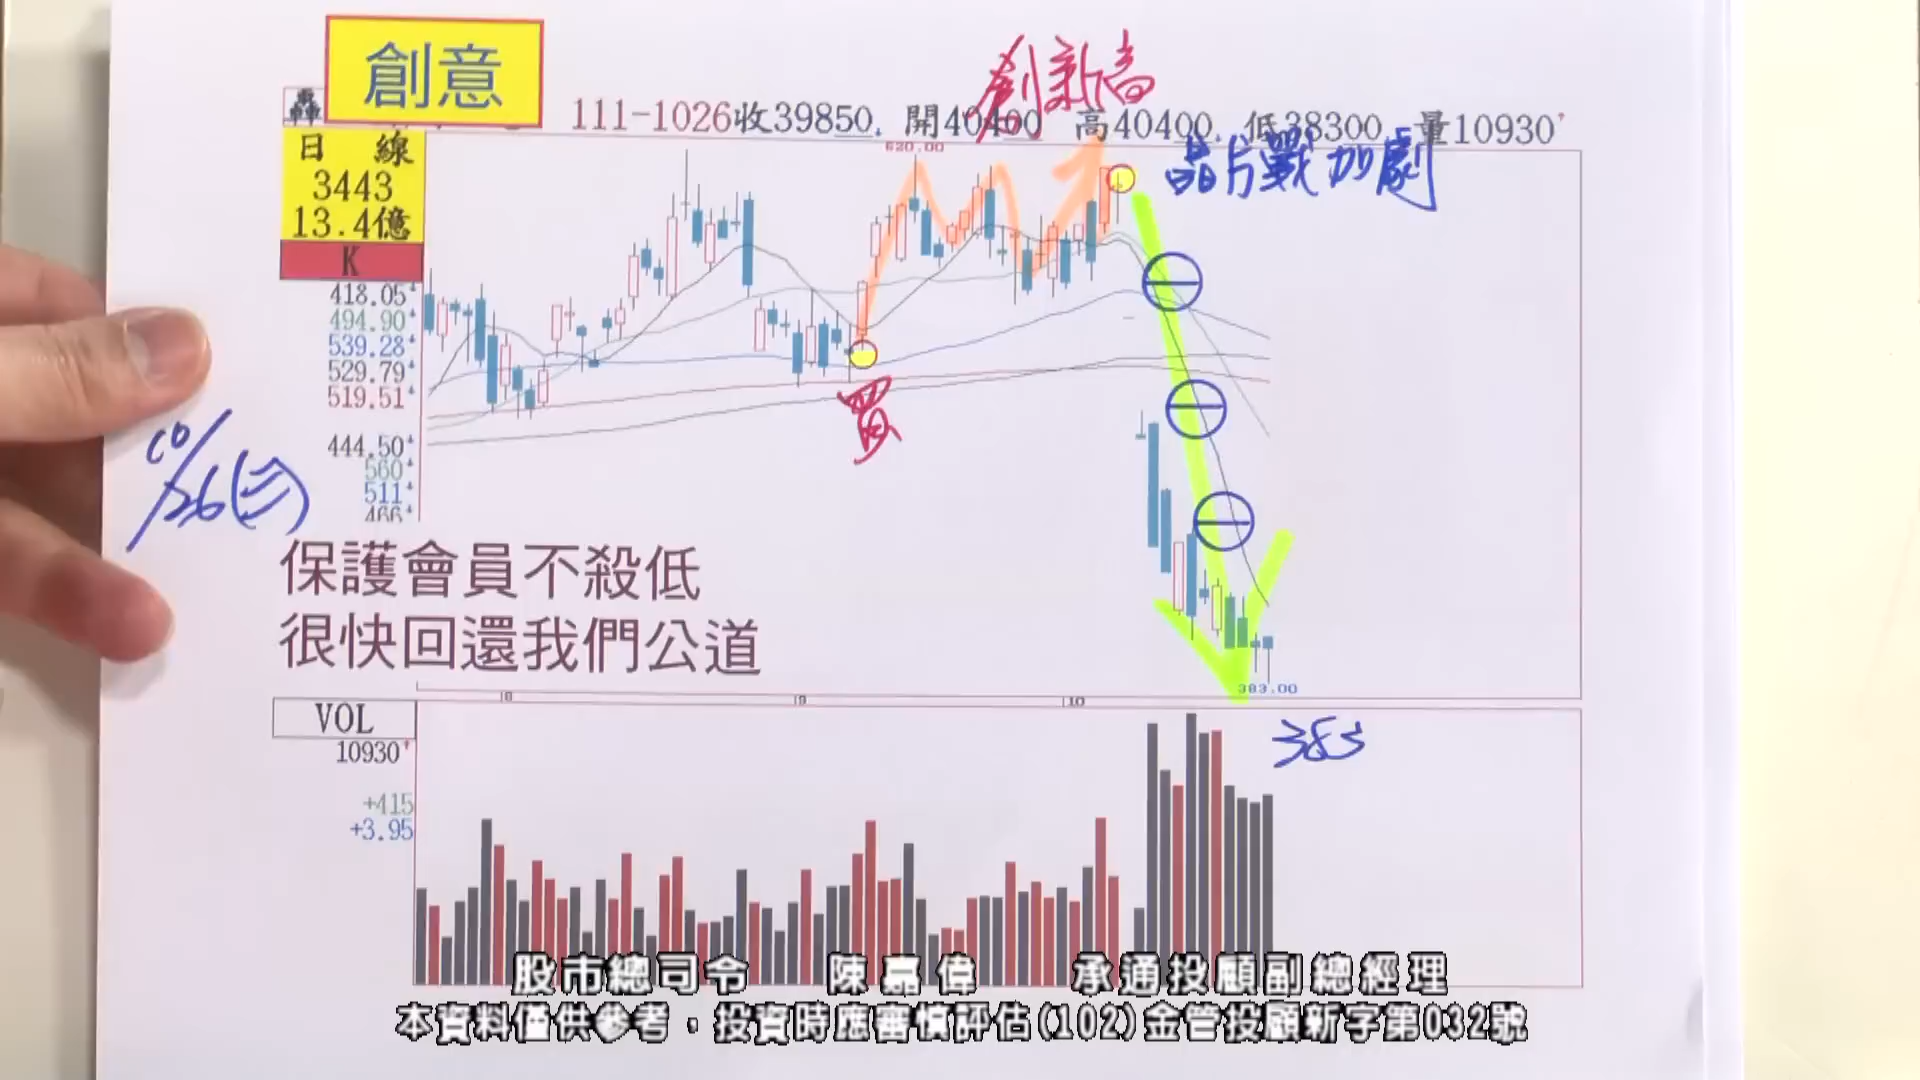 創意
創新高
111-1026收39850 開40400 高40400 低38300 量10930
晶片戰加劇
日 線
3443
13.4億
K
620.00
418.05
494.90
539.28
529.79
519.51
買
444.50
560
511
466
10/26(三)
保護會員不殺低
很快回還我們公道
383.00
8
9
10
VOL
10930
383
+415
+3.95
股市總司令 陳嘉偉 承通投顧副總經理
本資料僅供參考，投資時應審慎評估(102)金管投顧新字第032號